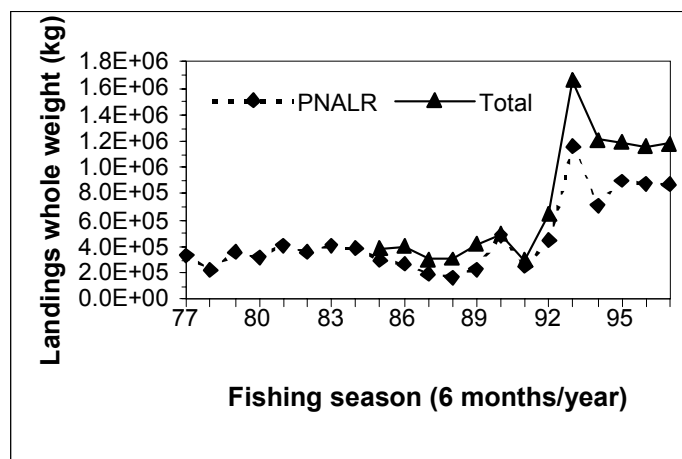 Landings whole weight (kg)
1.8E+06
1.6E+06
1.4E+06
1.2E+06
1.0E+06
8.0E+05
6.0E+05
4.0E+05
2.0E+05
0.0E+00
PNALR
Total
77 80 83 86 89 92 95
Fishing season (6 months/year)